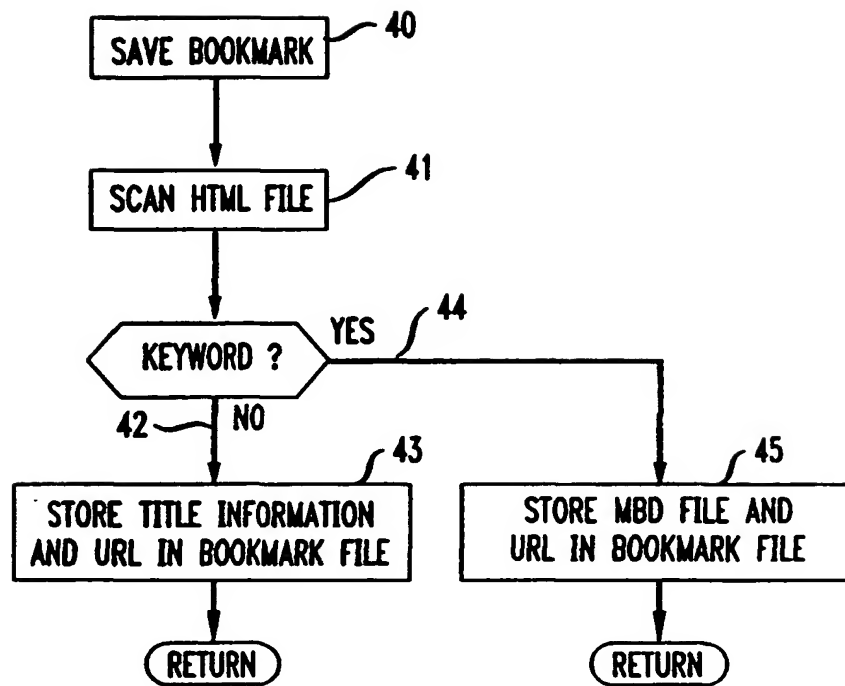 SAVE BOOKMARK
40
SCAN HTML FILE
41
KEYWORD ?
YES
44
42
NO
43
STORE TITLE INFORMATION
AND URL IN BOOKMARK FILE
45
STORE MBD FILE AND
URL IN BOOKMARK FILE
RETURN
RETURN